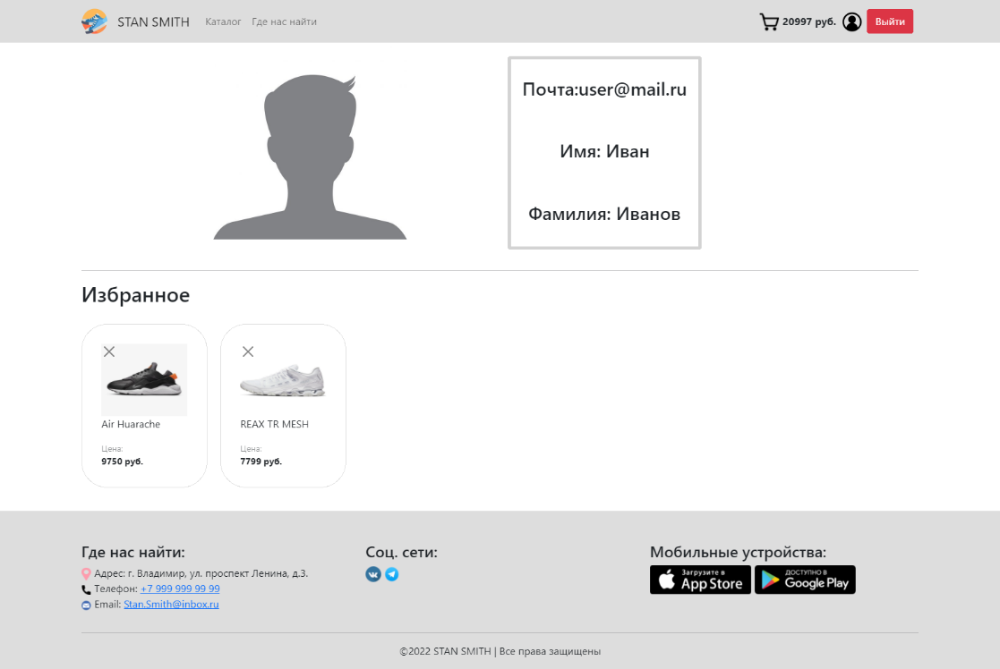 STAN SMITH Каталог Где нас найти 20997 руб. Выйти
Почта:user@mail.ru
Имя: Иван
Фамилия: Иванов
Избранное
Air Huarache
Цена:
9750 руб.
REAX TR MESH
Цена:
7799 руб.
Где нас найти:
Адрес: г. Владимир, ул. проспект Ленина, д.3.
Телефон: +7 999 999 99 99
Email: Stan.Smith@inbox.ru
Соц. сети:
Мобильные устройства:
Загрузите в
App Store
ДОСТУПНО В
Google Play
©2022 STAN SMITH | Все права защищены